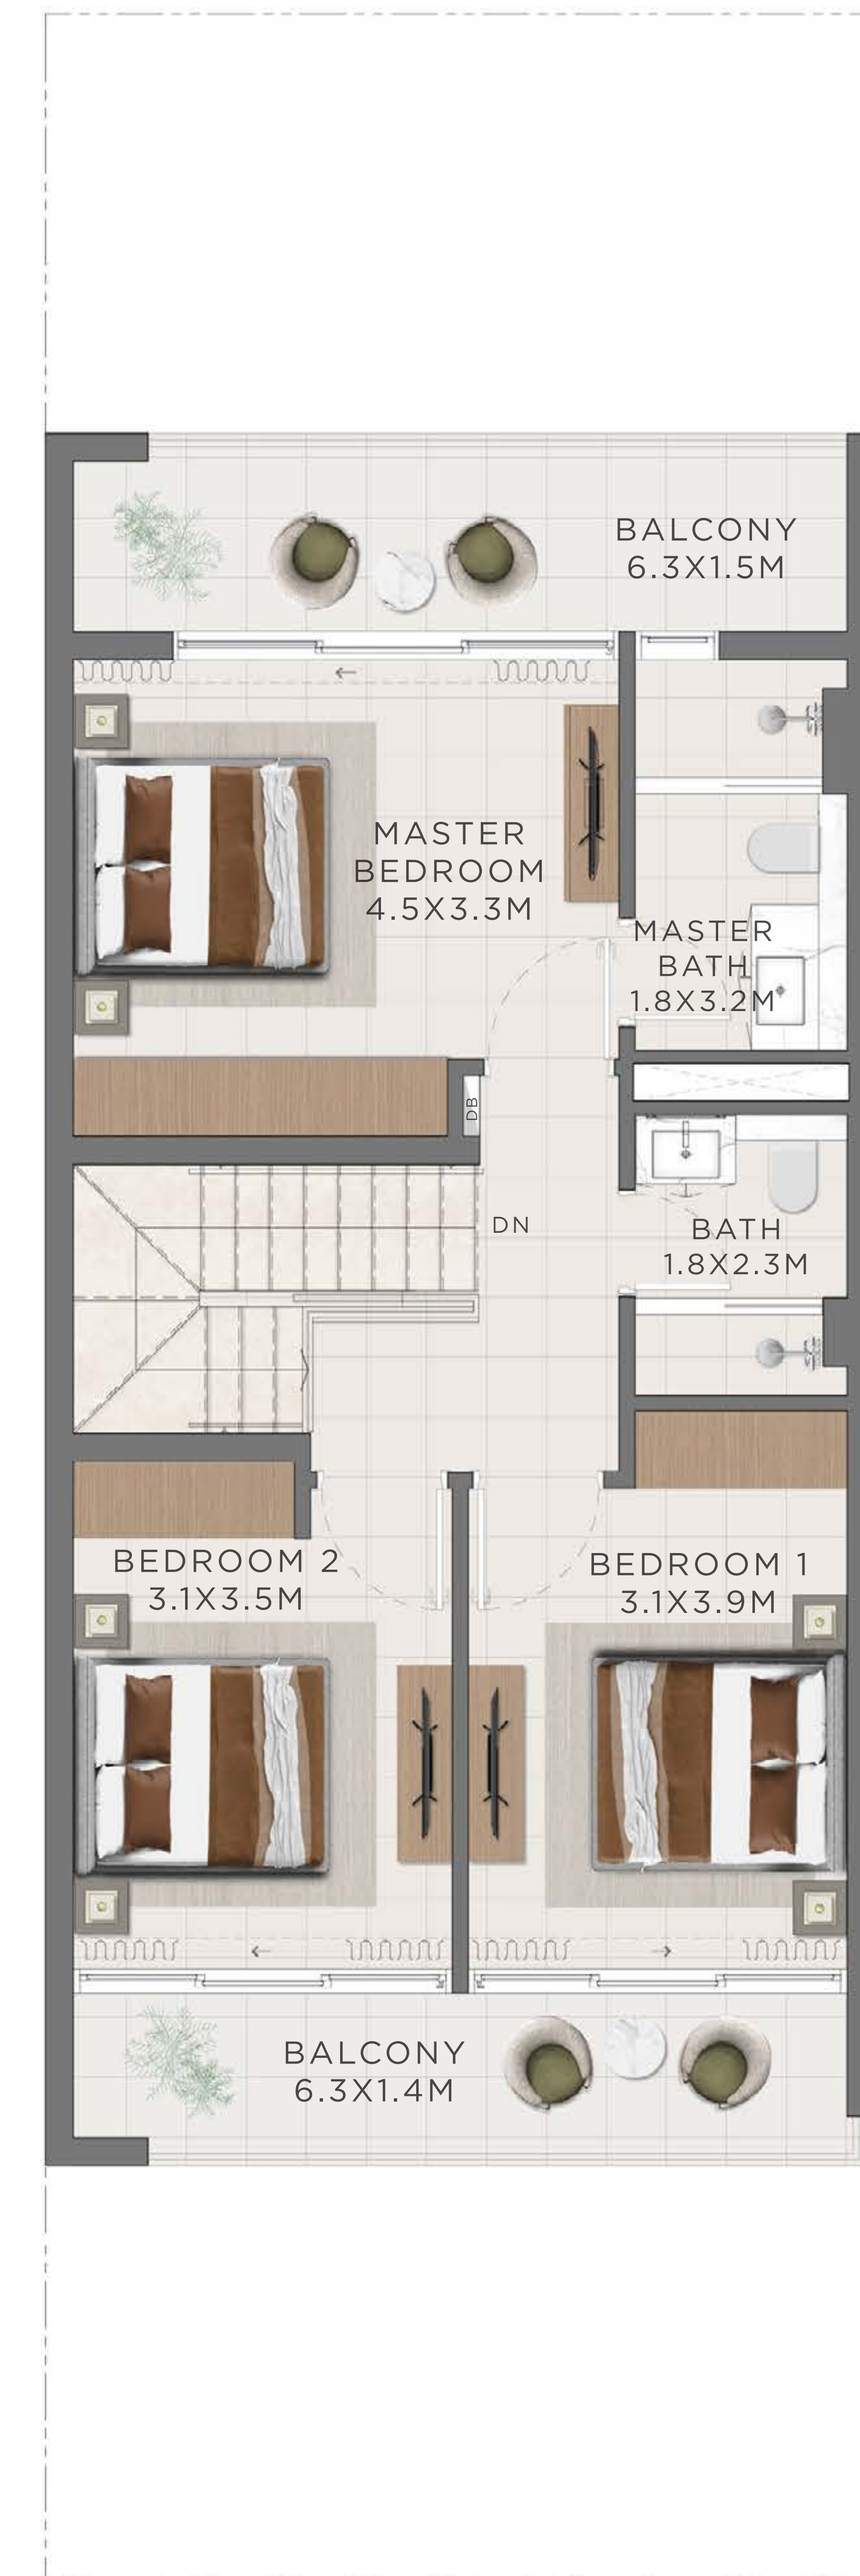 BALCONY
6.3X1.5M
MASTER
BEDROOM
4.5X3.3M
MASTER
BATH
1.8X3.2M
DB
DN
BATH
1.8X2.3M
BEDROOM 2
3.1X3.5M
BEDROOM 1
3.1X3.9M
BALCONY
6.3X1.4M